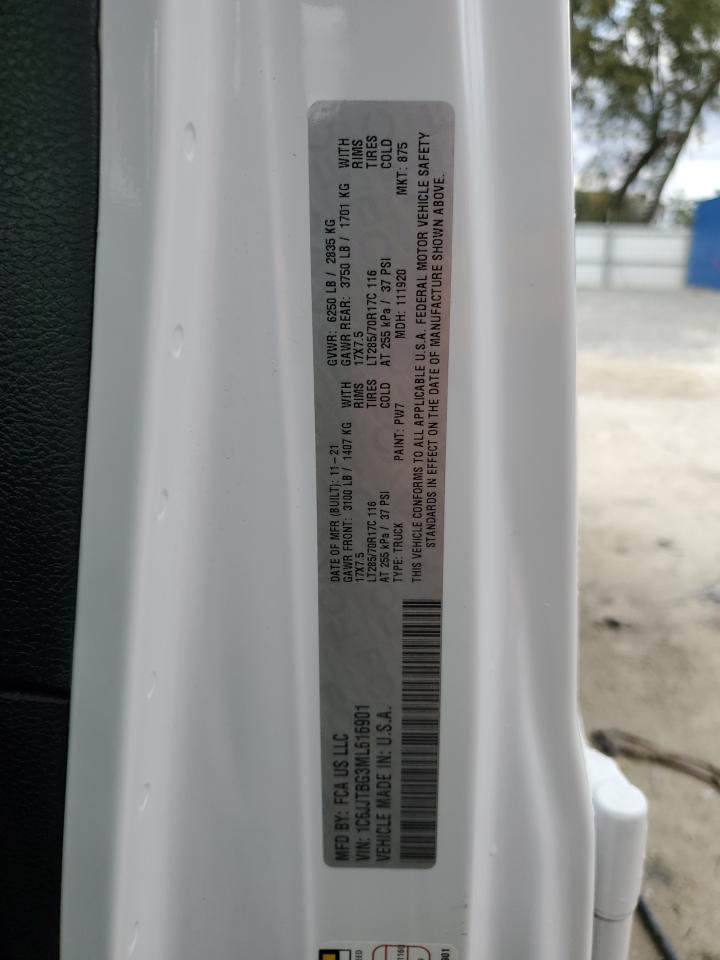 MFD BY: FCA US LLC
VIN: 1C6JJTBG3ML616901
VEHICLE MADE IN: U.S.A.
DATE OF MFR (BUILT): 11-21 GVWR: 6250 LB / 2835 KG
GAWR FRONT: 3100 LB / 1407 KG WITH GAWR REAR: 3750 LB / 1701 KG WITH
17X7.5 RIMS 17X7.5 RIMS
LT285/70R17C 116 TIRES LT285/70R17C 116 TIRES
AT 255 kPa / 37 PSI COLD AT 255 kPa / 37 PSI COLD
TYPE: TRUCK PAINT: PW7 MDH: 111920 MKT: 875
THIS VEHICLE CONFORMS TO ALL APPLICABLE U.S.A. FEDERAL MOTOR VEHICLE SAFETY
STANDARDS IN EFFECT ON THE DATE OF MANUFACTURE SHOWN ABOVE.
901